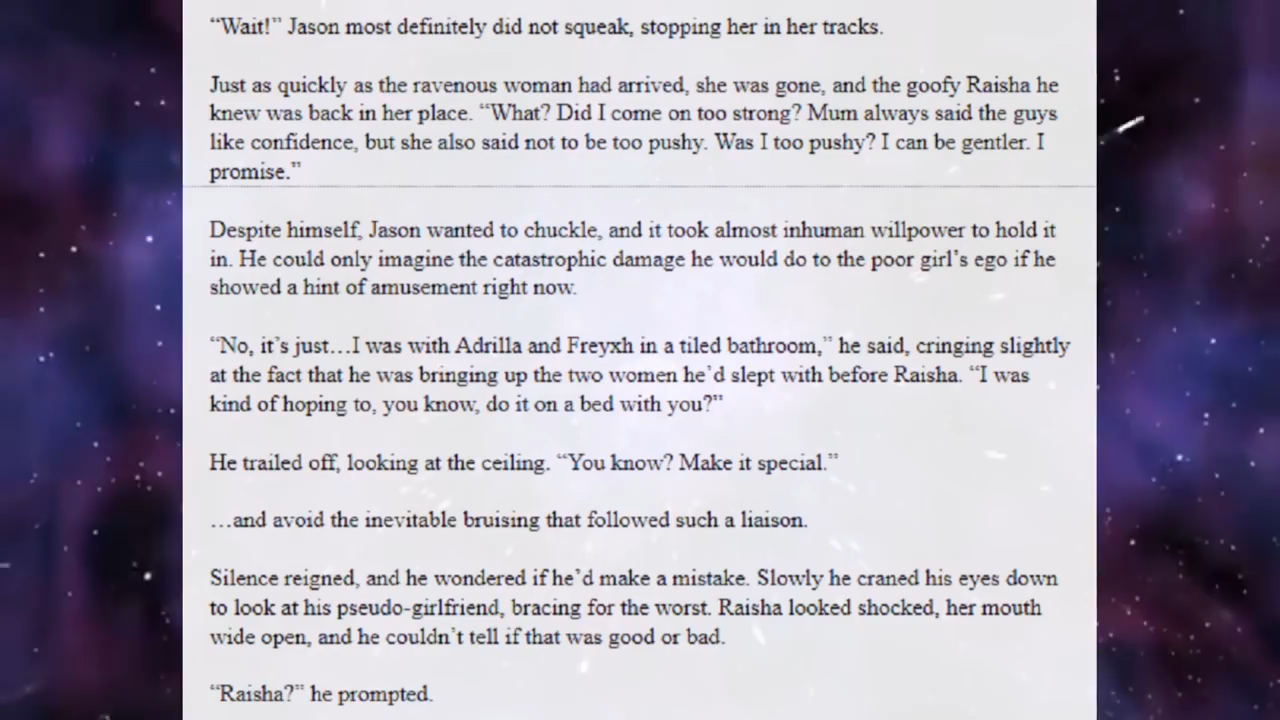 “Wait!” Jason most definitely did not squeak, stopping her in her tracks.
Just as quickly as the ravenous woman had arrived, she was gone, and the goofy Raisha he
knew was back in her place. “What? Did I come on too strong? Mum always said the guys
like confidence, but she also said not to be too pushy. Was I too pushy? I can be gentler. I
promise.”
Despite himself, Jason wanted to chuckle, and it took almost inhuman willpower to hold it
in. He could only imagine the catastrophic damage he would do to the poor girl’s ego if he
showed a hint of amusement right now.
“No, it’s just…I was with Adrilla and Freyxh in a tiled bathroom,” he said, cringing slightly
at the fact that he was bringing up the two women he’d slept with before Raisha. “I was
kind of hoping to, you know, do it on a bed with you?”
He trailed off, looking at the ceiling. “You know? Make it special.”
…and avoid the inevitable bruising that followed such a liaison.
Silence reigned, and he wondered if he’d make a mistake. Slowly he craned his eyes down
to look at his pseudo-girlfriend, bracing for the worst. Raisha looked shocked, her mouth
wide open, and he couldn’t tell if that was good or bad.
“Raisha?” he prompted.